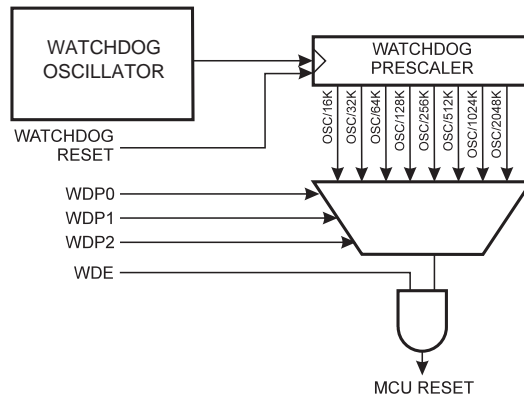 WATCHDOG
OSCILLATOR
WATCHDOG
PRESCALER
WATCHDOG
RESET
OSC/16K
OSC/32K
OSC/64K
OSC/128K
OSC/256K
OSC/512K
OSC/1024K
OSC/2048K
WDP0
WDP1
WDP2
WDE
MCU RESET